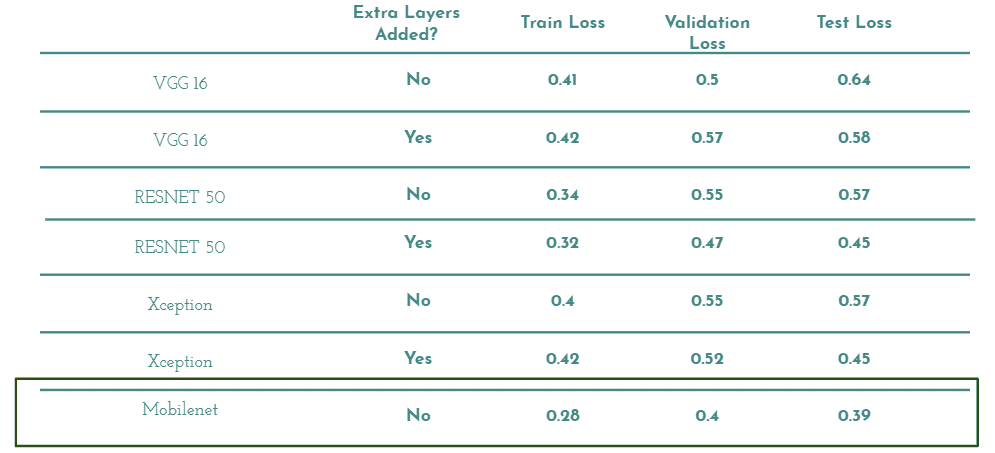 Extra Layers Added? Train Loss Validation Loss Test Loss
VGG 16 No 0.41 0.5 0.64
VGG 16 Yes 0.42 0.57 0.58
RESNET 50 No 0.34 0.55 0.57
RESNET 50 Yes 0.32 0.47 0.45
Xception No 0.4 0.55 0.57
Xception Yes 0.42 0.52 0.45
Mobilenet No 0.28 0.4 0.39